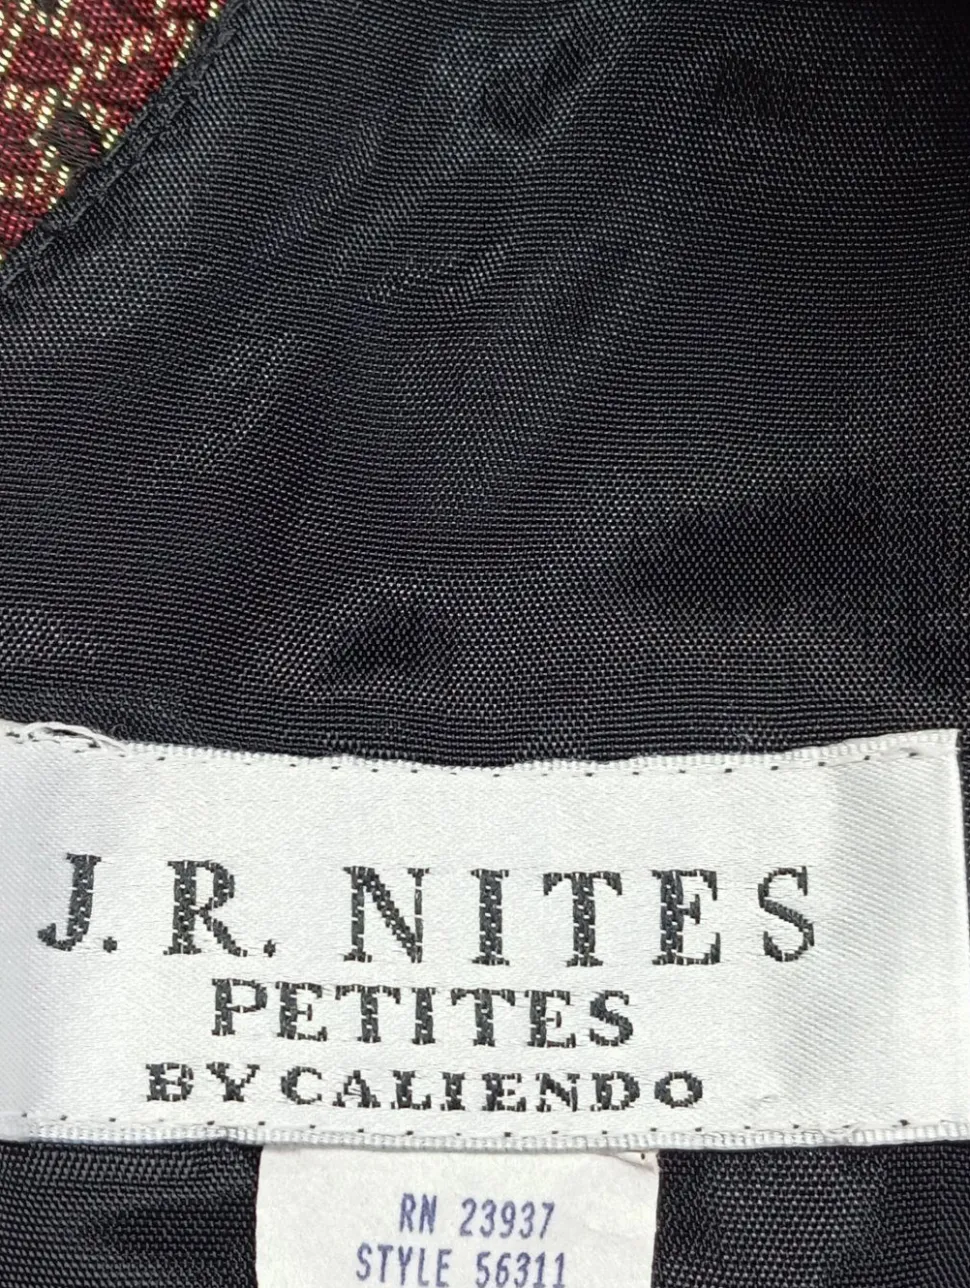 J. R. NITES
PETITES
BY CALIENDO
RN 23937
STYLE 56311